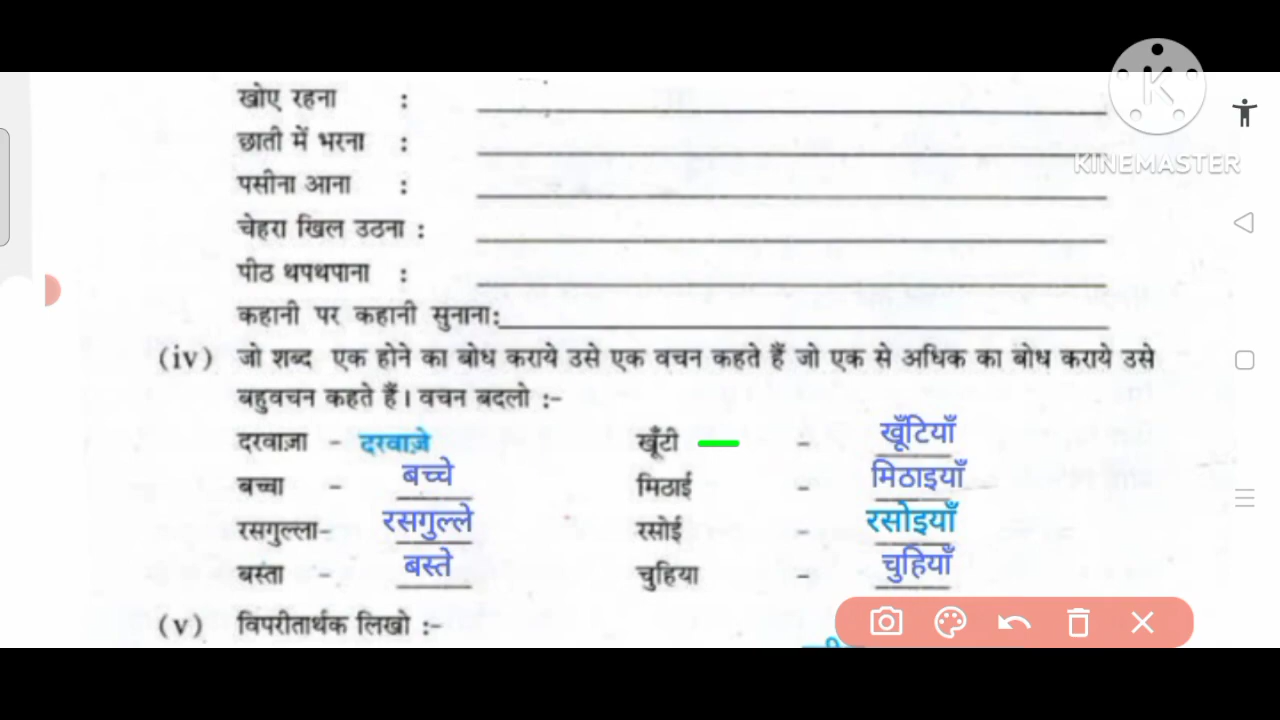 खोए रहना :
KINEMASTER
छाती में भरना :
पसीना आना :
चेहरा खिल उठना :
पीठ थपथपाना :
कहानी पर कहानी सुनाना:
(iv) जो शब्द एक होने का बोध कराये उसे एक वचन कहते हैं जो एक से अधिक का बोध कराये उसे
बहुवचन कहते हैं। वचन बदलो :-
दरवाज़ा - दरवाज़े खूँटी - खूँटियाँ
बच्चा - बच्चे मिठाई - मिठाइयाँ
रसगुल्ला- रसगुल्ले रसोई - रसोइयाँ
बस्ता - बस्ते चुहिया - चुहियाँ
(v) विपरीतार्थक लिखो :-